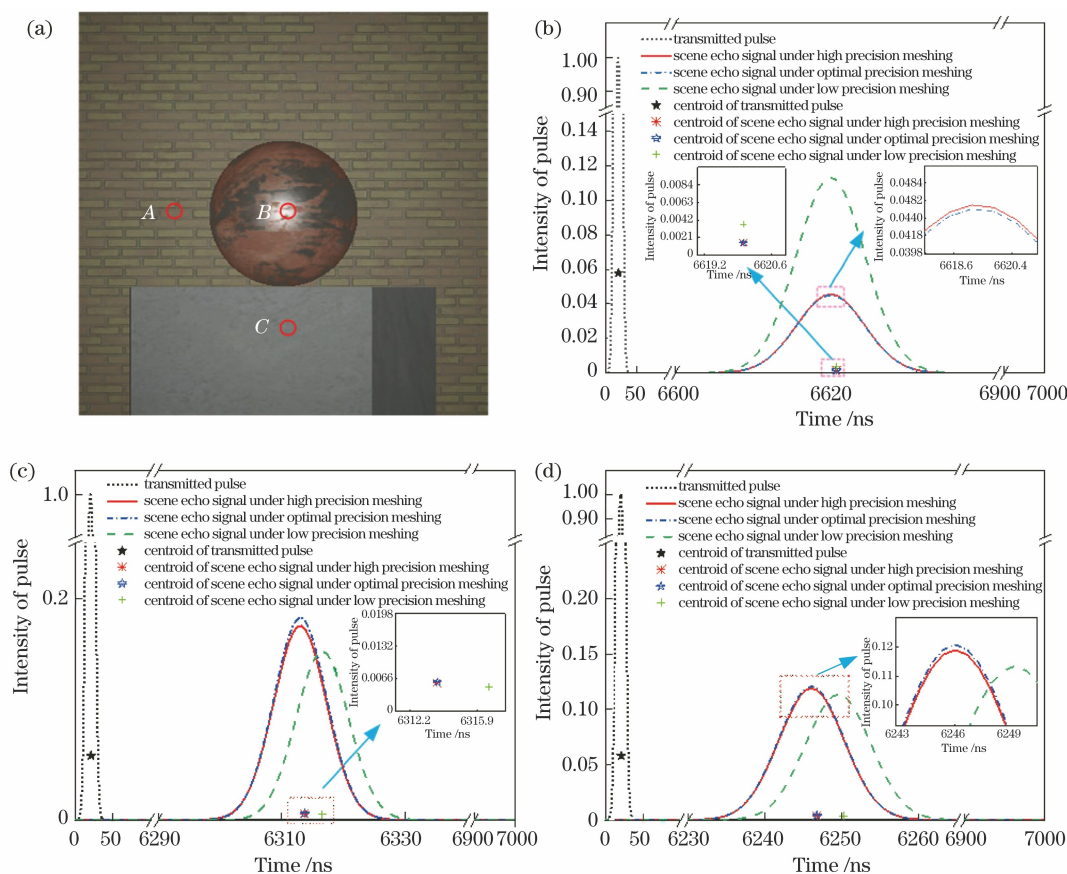 (a)
A
B
C
(b)
transmitted pulse
scene echo signal under high precision meshing
scene echo signal under optimal precision meshing
scene echo signal under low precision meshing
centroid of transmitted pulse
centroid of scene echo signal under high precision meshing
centroid of scene echo signal under optimal precision meshing
centroid of scene echo signal under low precision meshing
Intensity of pulse
1.00
0.90
0.14
0.12
0.10
0.08
0.06
0.04
0.02
0
0 50 6600 6620 6900 7000
Time /ns
Intensity of pulse
0.0084
0.0063
0.0042
0.0021
0
6619.2 6620.6
Time /ns
Intensity of pulse
0.0484
0.0482
0.0440
0.0418
0.0398
6618.6 6620.4
Time /ns
(c)
transmitted pulse
scene echo signal under high precision meshing
scene echo signal under optimal precision meshing
scene echo signal under low precision meshing
centroid of transmitted pulse
centroid of scene echo signal under high precision meshing
centroid of scene echo signal under optimal precision meshing
centroid of scene echo signal under low precision meshing
Intensity of pulse
1.0
0.2
0
0 50 6290 6310 6330 6900 7000
Time /ns
Intensity of pulse
0.0198
0.0132
0.0066
0
6312.2 6315.9
Time /ns
(d)
transmitted pulse
scene echo signal under high precision meshing
scene echo signal under optimal precision meshing
scene echo signal under low precision meshing
centroid of transmitted pulse
centroid of scene echo signal under high precision meshing
centroid of scene echo signal under optimal precision meshing
centroid of scene echo signal under low precision meshing
Intensity of pulse
1.00
0.90
0.20
0.15
0.10
0.05
0
0 50 6230 6240 6250 6260 6900 7000
Time /ns
Intensity of pulse
0.12
0.11
0.10
6243 6246 6249
Time /ns